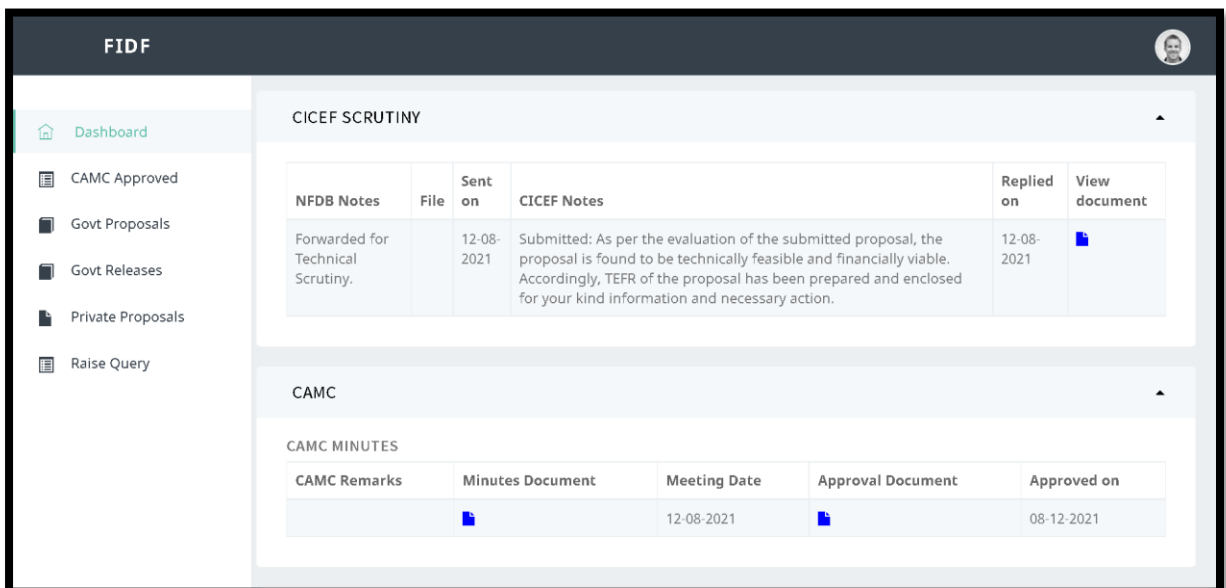 FIDF
Dashboard
CAMC Approved
Govt Proposals
Govt Releases
Private Proposals
Raise Query
CICEF SCRUTINY
NFDB Notes
File
Sent
on
CICEF Notes
Replied
on
View
document
Forwarded for
Technical
Scrutiny.
12-08-
2021
Submitted: As per the evaluation of the submitted proposal, the
proposal is found to be technically feasible and financially viable.
Accordingly, TEFR of the proposal has been prepared and enclosed
for your kind information and necessary action.
12-08-
2021
CAMC
CAMC MINUTES
CAMC Remarks
Minutes Document
Meeting Date
Approval Document
Approved on
12-08-2021
08-12-2021